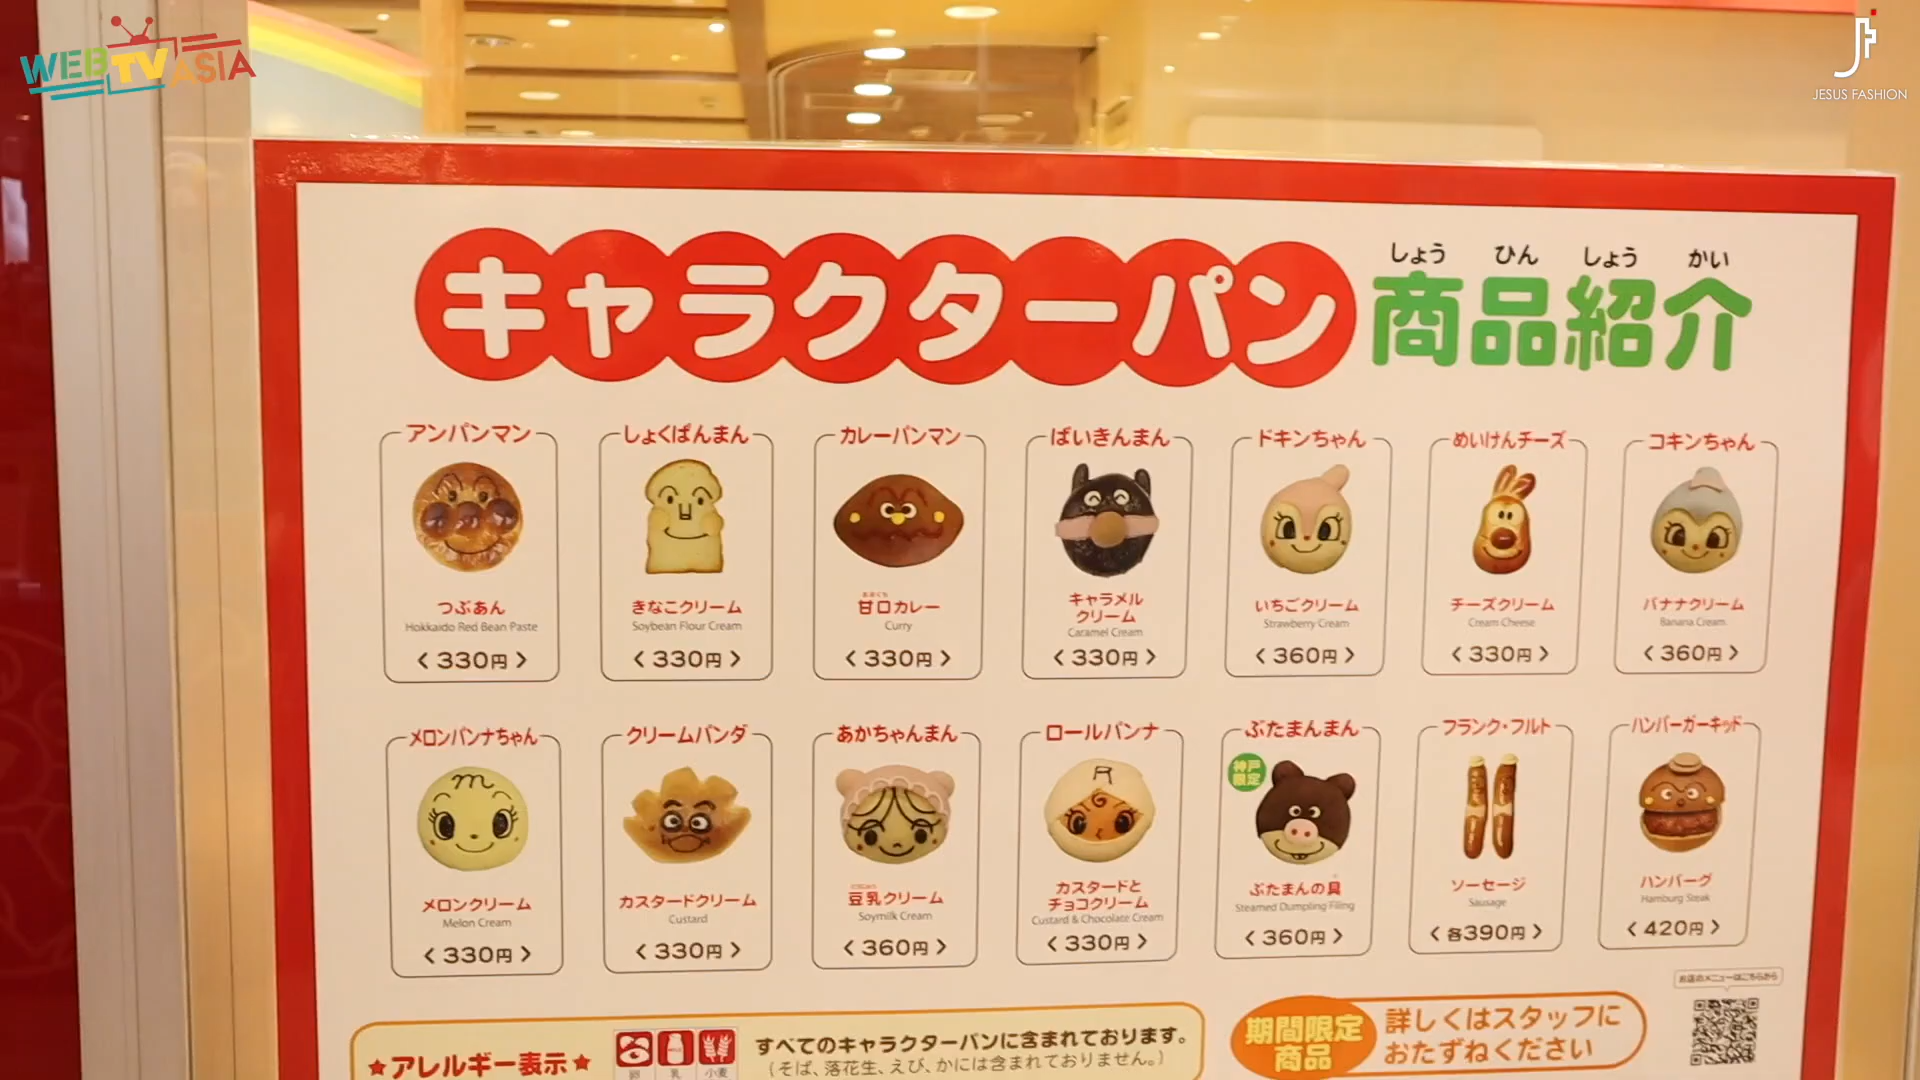 WEBTVASIA
JESUS FASHION
キャラクターパン 商品紹介
しょう ひん しょう かい
アンパンマン
つぶあん
Hokkaido Red Bean Paste
<330円>
しょくぱんまん
きなこクリーム
Soybean Flour Cream
<330円>
カレーパンマン
甘口カレー
Curry
<330円>
ばいきんまん
キャラメル
クリーム
Caramel Cream
<330円>
ドキンちゃん
いちごクリーム
Strawberry Cream
<360円>
めいけんチーズ
チーズクリーム
Cream Cheese
<330円>
コキンちゃん
バナナクリーム
Banana Cream
<360円>
メロンパンナちゃん
メロンクリーム
Melon Cream
<330円>
クリームパンダ
カスタードクリーム
Custard
<330円>
あかちゃんまん
豆乳クリーム
Soymilk Cream
<360円>
ロールパンナ
カスタードと
チョコクリーム
Custard & Chocolate Cream
<330円>
ぶたまんまん
神戸
限定
ぶたまんの具
Steamed Dumpling Filing
<360円>
フランク・フルト
ソーセージ
Sausage
<各390円>
ハンバーガーキッド
ハンバーグ
Hamburg Steak
<420円>
お店のメニューはこちらから
★アレルギー表示★
卵 乳 小麦
すべてのキャラクターパンに含まれております。
(そば、落花生、えび、かには含まれておりません。)
期間限定
商品
詳しくはスタッフに
おたずねください